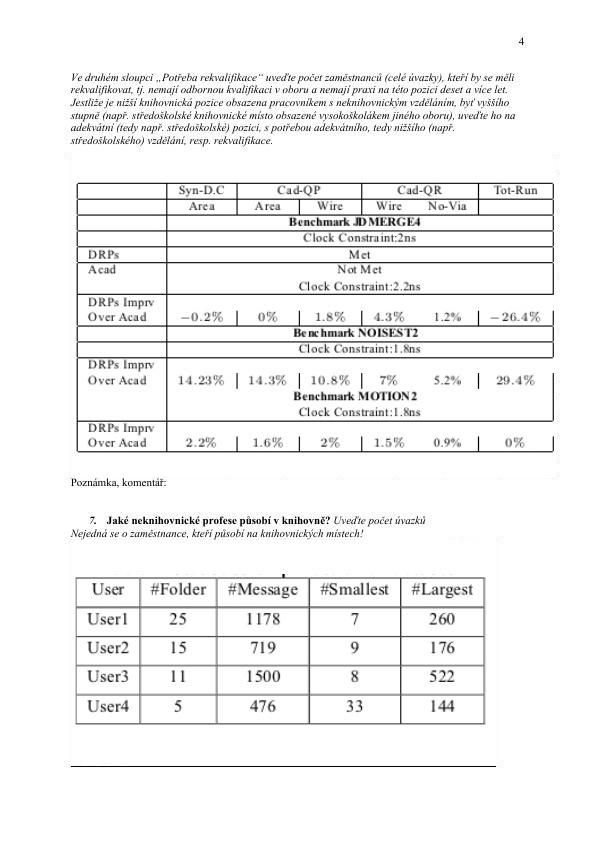 4
Ve druhém sloupci „Potřeba rekvalifikace“ uveďte počet zaměstnanců (celé úvazky), kteří by se měli
rekvalifikovat, tj. nemají odbornou kvalifikaci v oboru a nemají praxi na této pozici deset a více let.
Jestliže je nižší knihovnická pozice obsazena pracovníkem s neknihovnickým vzděláním, byť vyššího
stupně (např. středoškolské knihovnické místo obsazené vysokoškolákem jiného oboru), uveďte ho na
adekvátní (tedy např. středoškolské) pozici, s potřebou adekvátního, tedy nižšího (např.
středoškolského) vzdělání, resp. rekvalifikace.
Syn-D.C Cad-QP Cad-QR Tot-Run
Area Area Wire Wire No-Via
Benchmark JDMERGE4
Clock Constraint:2ns
DRPs Met
Acad Not Met
Clock Constraint:2.2ns
DRPs Imprv
Over Acad −0.2% 0% 1.8% 4.3% 1.2% −26.4%
Benchmark NOISEST2
Clock Constraint:1.8ns
DRPs Imprv
Over Acad 14.23% 14.3% 10.8% 7% 5.2% 29.4%
Benchmark MOTION2
Clock Constraint:1.8ns
DRPs Imprv
Over Acad 2.2% 1.6% 2% 1.5% 0.9% 0%
Poznámka, komentář:
7. Jaké neknihovnické profese působí v knihovně? Uveďte počet úvazků
Nejedná se o zaměstnance, kteří působí na knihovnických místech!
User #Folder #Message #Smallest #Largest
User1 25 1178 7 260
User2 15 719 9 176
User3 11 1500 8 522
User4 5 476 33 144